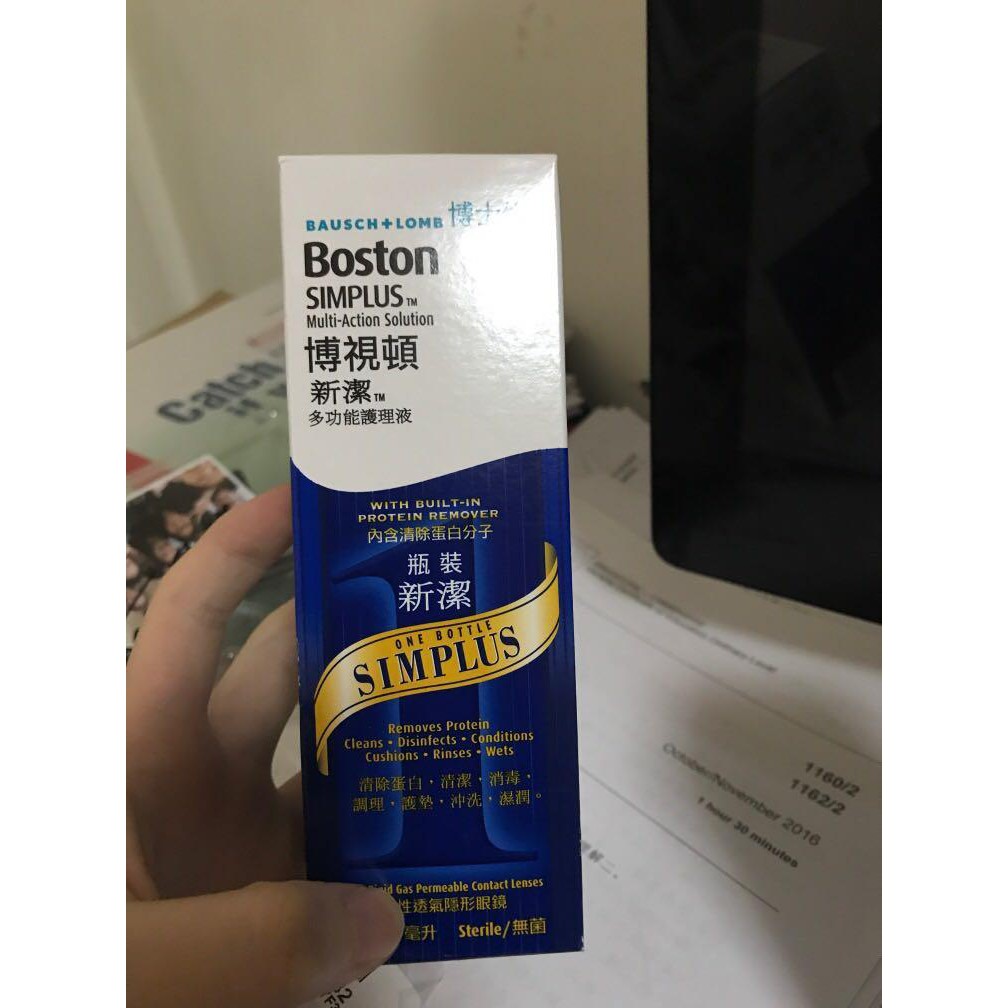 BAUSCH+LOMB 博士
Boston
SIMPLUS™
Multi-Action Solution
博視頓
新潔™
多功能護理液
WITH BUILT-IN
PROTEIN REMOVER
內含清除蛋白分子
瓶裝
新潔
ONE BOTTLE
SIMPLUS
Removes Protein
Cleans • Disinfects • Conditions
Cushions • Rinses • Wets
清除蛋白，清潔，消毒，
調理，護墊，沖洗，濕潤。
Gas Permeable Contact Lenses
性透氣隱形眼鏡
毫升 Sterile/無菌
Catch
1160/2
1162/2
October/November 2016
1 hour 30 minutes